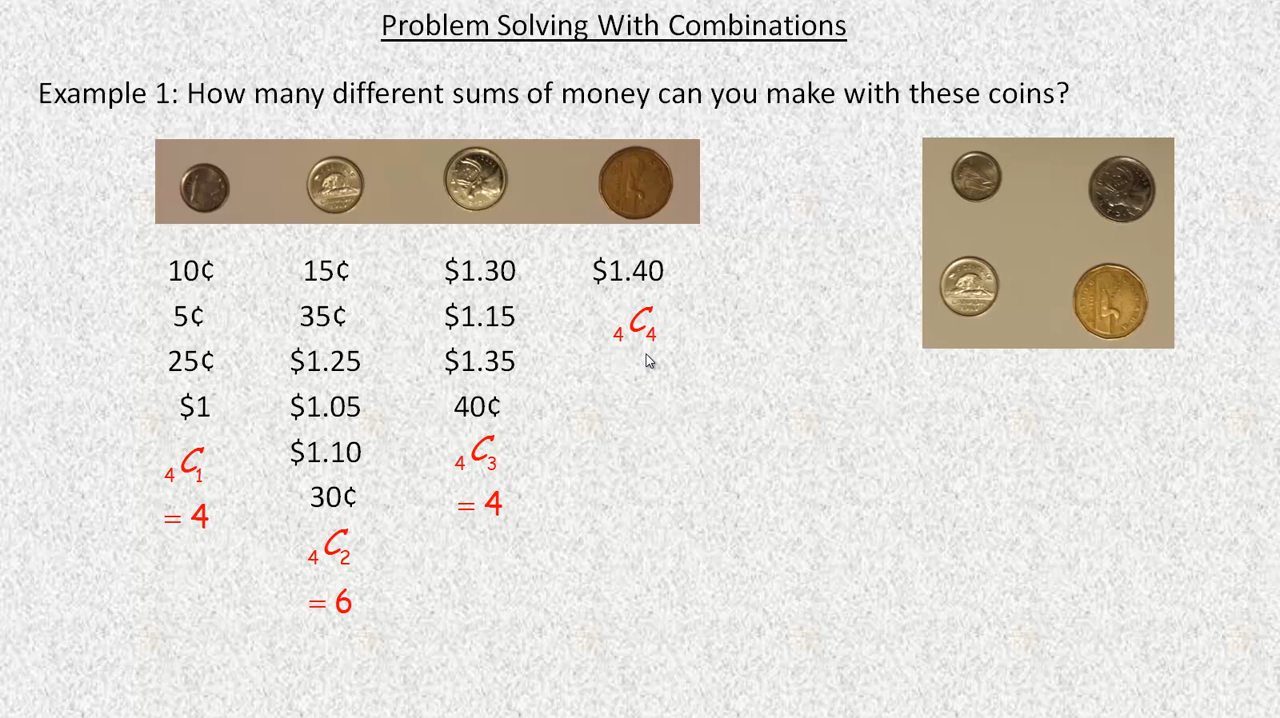 Problem Solving With Combinations
Example 1: How many different sums of money can you make with these coins?
10¢ 15¢ $1.30 $1.40
5¢ 35¢ $1.15 ₄C₄
25¢ $1.25 $1.35
$1 $1.05 40¢
₄C₁ $1.10 ₄C₃
= 4 30¢ = 4
₄C₂
= 6